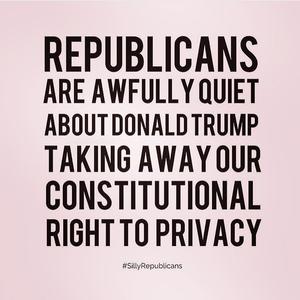 REPUBLICANS
ARE AWFULLY QUIET
ABOUT DONALD TRUMP
TAKING AWAY OUR
CONSTITUTIONAL
RIGHT TO PRIVACY
#SillyRepublicans